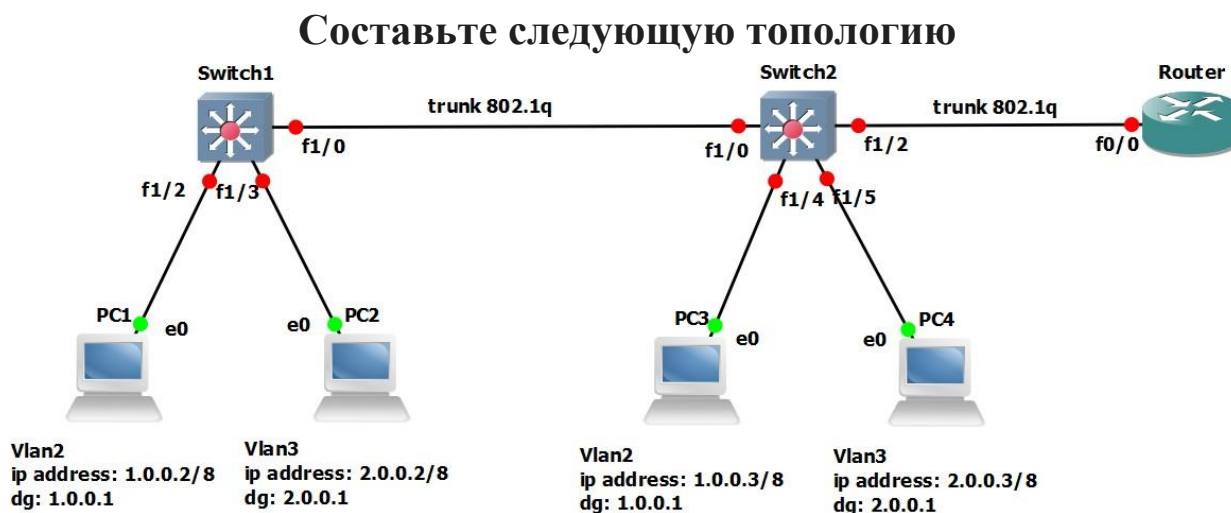 Составьте следующую топологию
Switch1
Switch2
Router
trunk 802.1q
trunk 802.1q
f1/0
f1/0
f1/2
f0/0
f1/2
f1/3
f1/4
f1/5
PC1
e0
e0
PC2
PC3
e0
e0
PC4
Vlan2
ip address: 1.0.0.2/8
dg: 1.0.0.1
Vlan3
ip address: 2.0.0.2/8
dg: 2.0.0.1
Vlan2
ip address: 1.0.0.3/8
dg: 1.0.0.1
Vlan3
ip address: 2.0.0.3/8
dg: 2.0.0.1